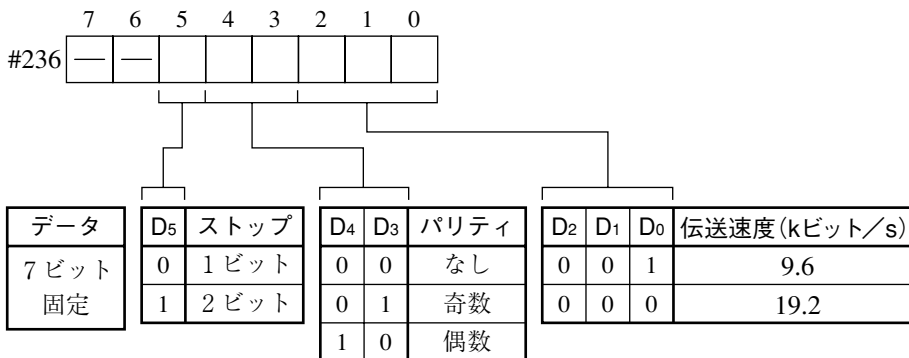 7 6 5 4 3 2 1 0
#236 — —
データ
7ビット
固定
D5 ストップ
0 1ビット
1 2ビット
D4 D3 パリティ
0 0 なし
0 1 奇数
1 0 偶数
D2 D1 D0 伝送速度(kビット/s)
0 0 1 9.6
0 0 0 19.2